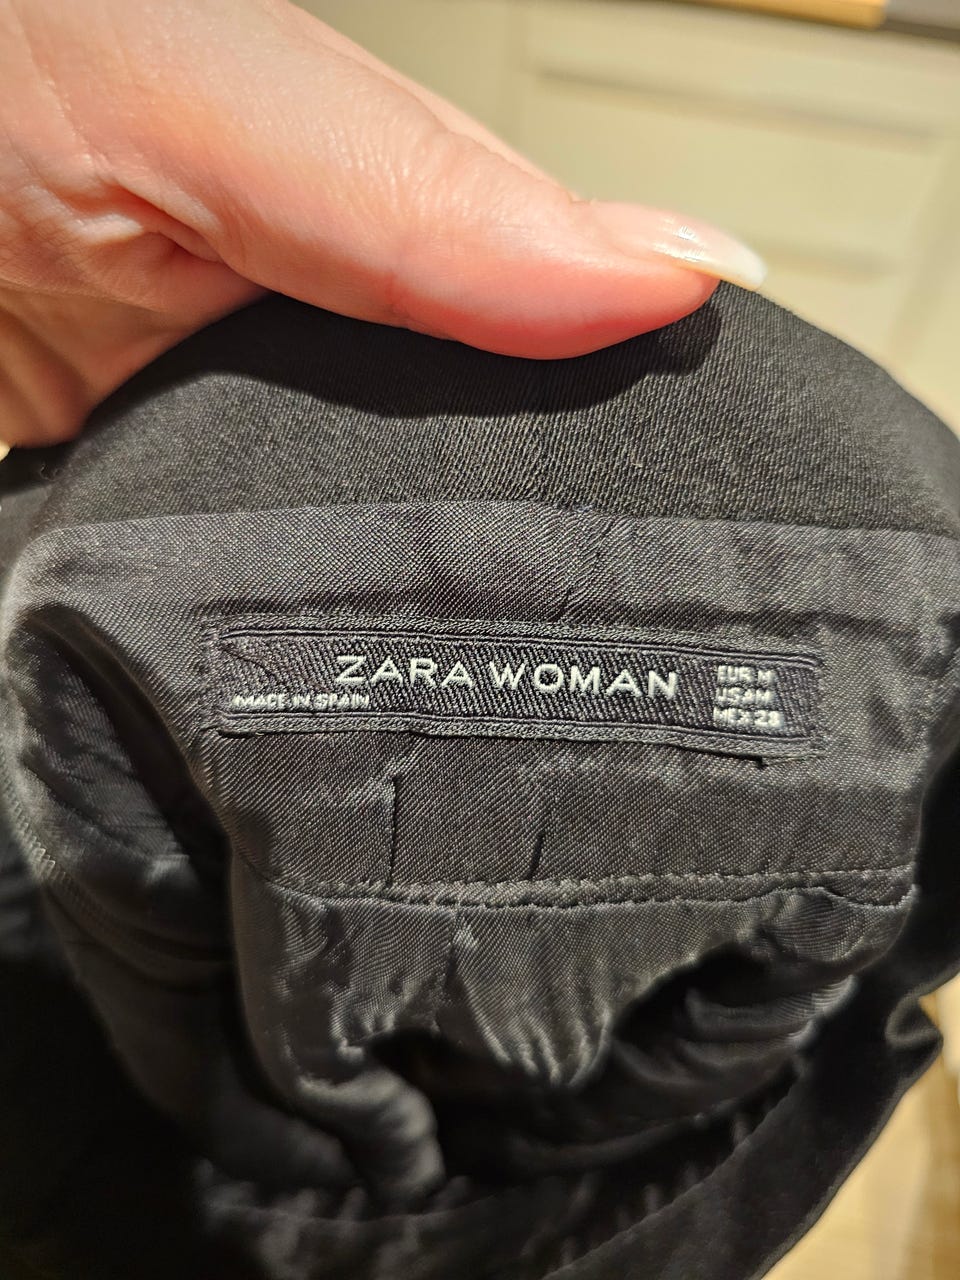 ZARA WOMAN
MADE IN SPAIN
EUR M
USA M
MEX 28